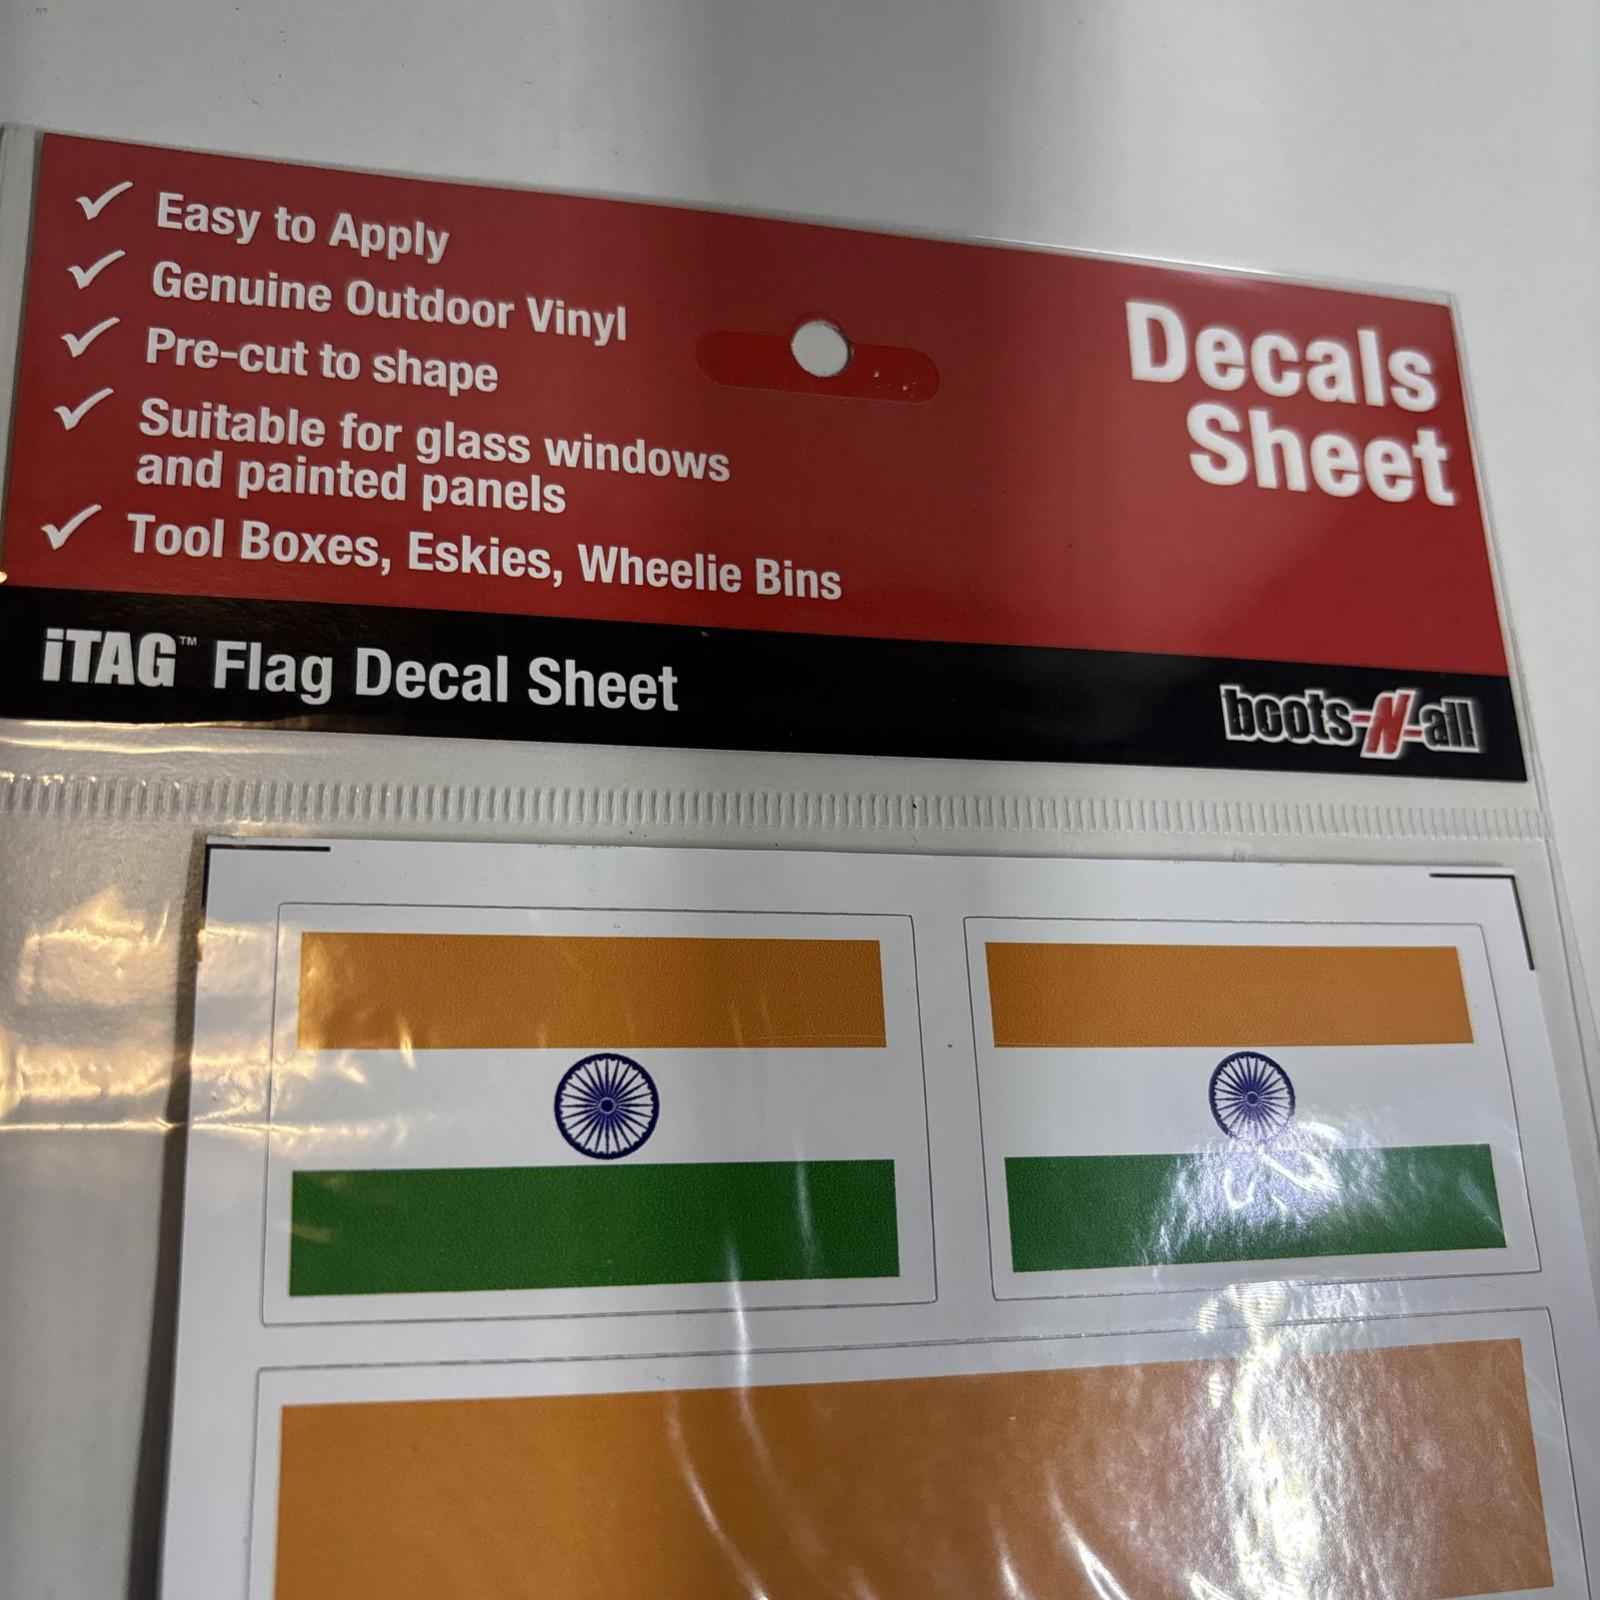 Easy to Apply
Genuine Outdoor Vinyl
Pre-cut to shape
Suitable for glass windows
and painted panels
Tool Boxes, Eskies, Wheelie Bins
Decals
Sheet
iTAG™ Flag Decal Sheet
boots-N-all